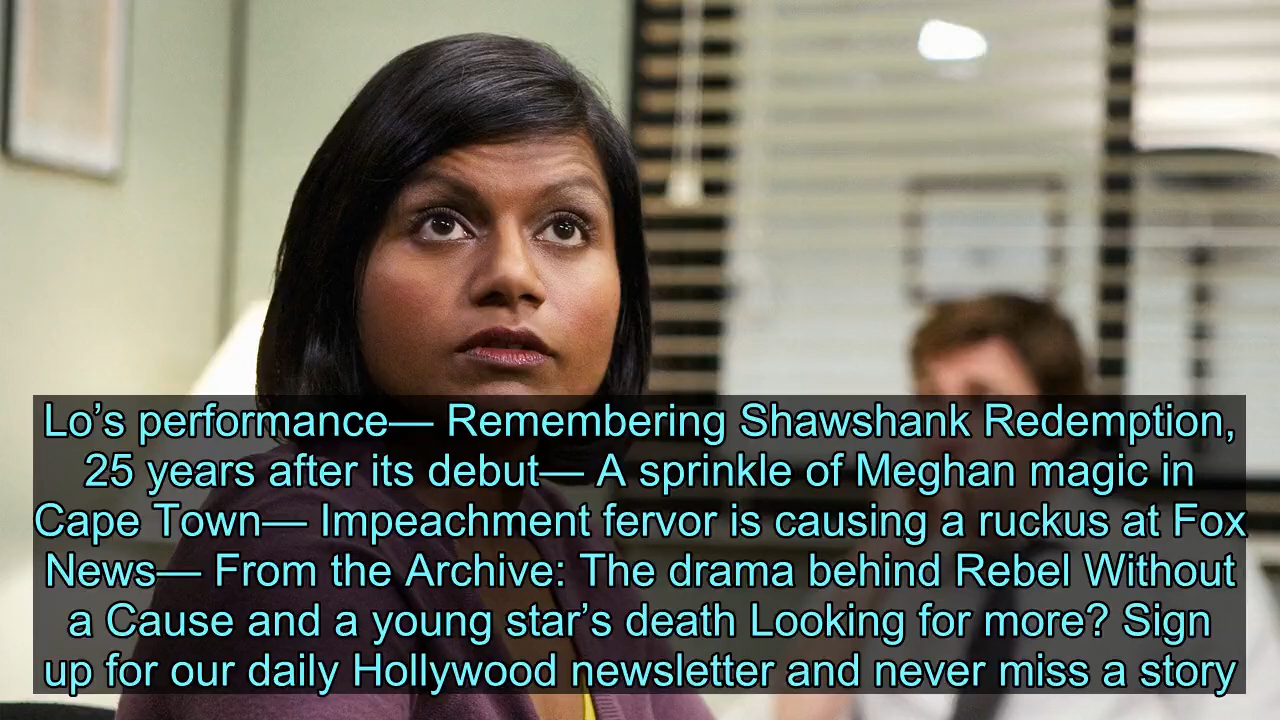 Lo’s performance— Remembering Shawshank Redemption,
25 years after its debut— A sprinkle of Meghan magic in
Cape Town— Impeachment fervor is causing a ruckus at Fox
News— From the Archive: The drama behind Rebel Without
a Cause and a young star’s death Looking for more? Sign
up for our daily Hollywood newsletter and never miss a story